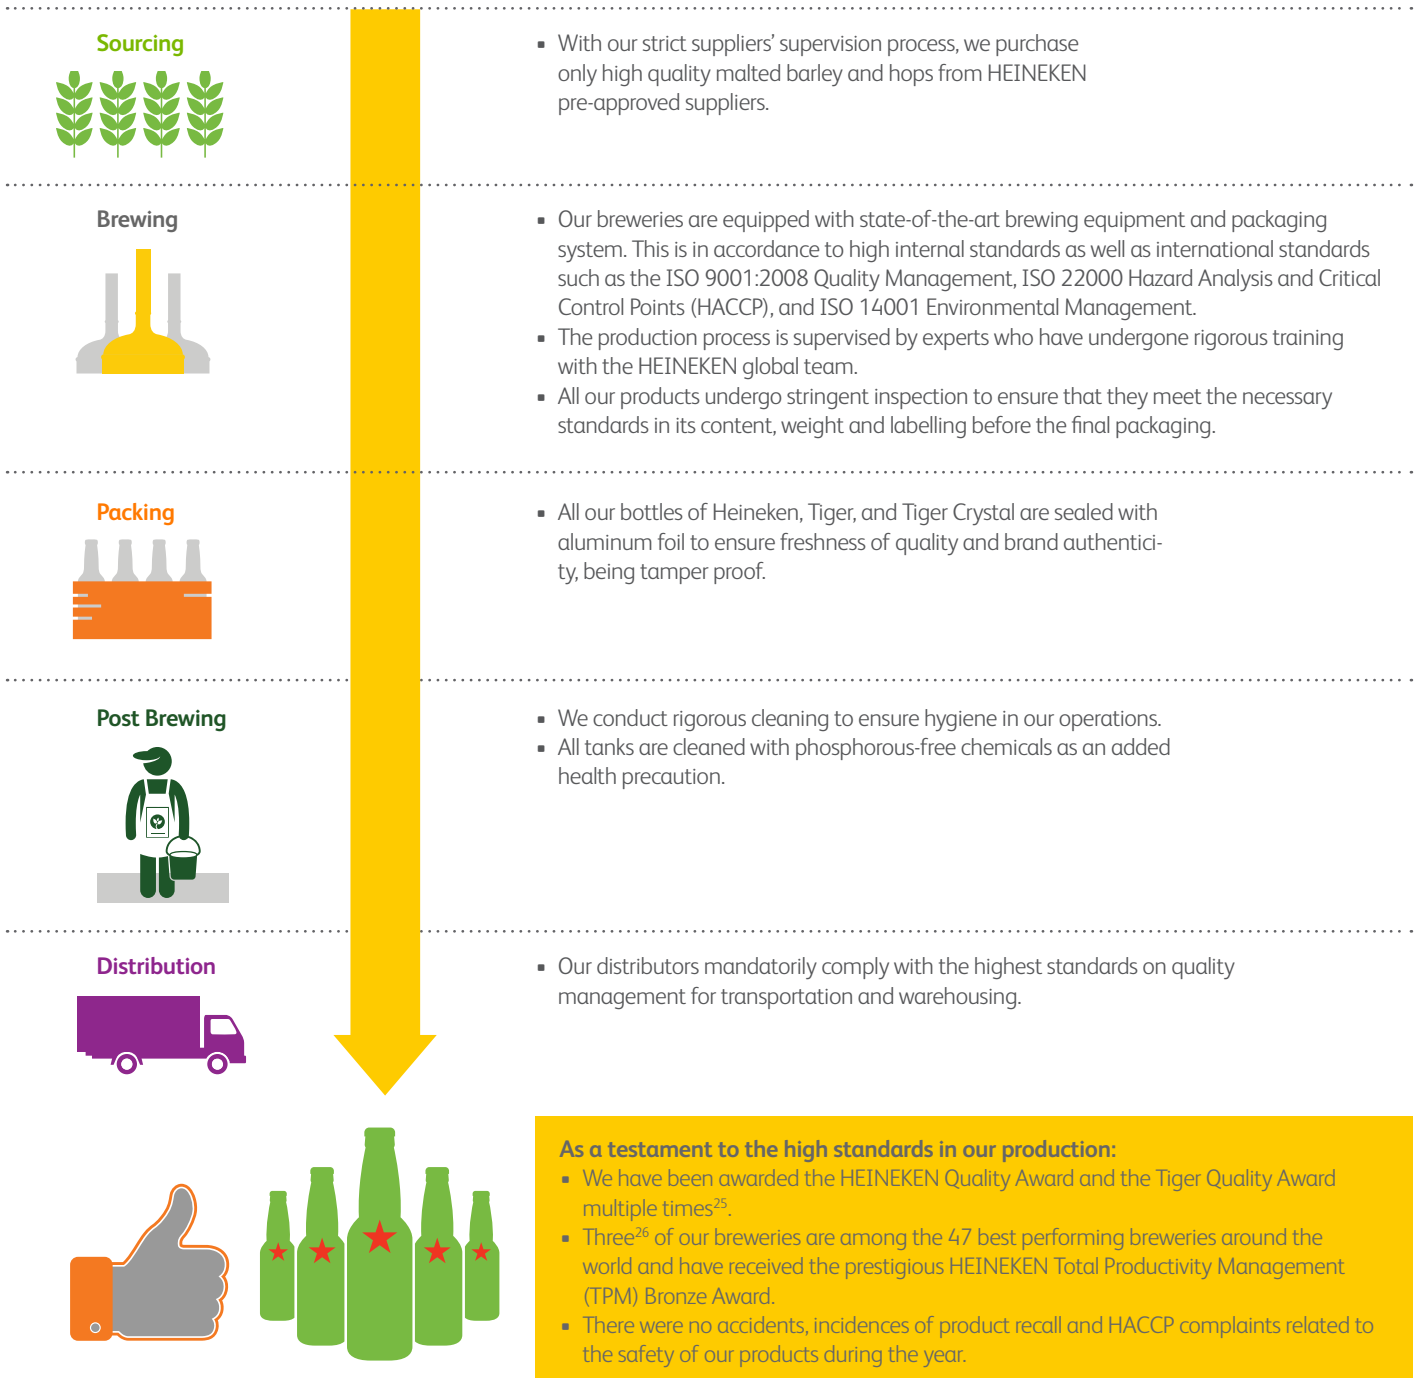 Sourcing
▪ With our strict suppliers’ supervision process, we purchase
only high quality malted barley and hops from HEINEKEN
pre-approved suppliers.
Brewing
▪ Our breweries are equipped with state-of-the-art brewing equipment and packaging
system. This is in accordance to high internal standards as well as international standards
such as the ISO 9001:2008 Quality Management, ISO 22000 Hazard Analysis and Critical
Control Points (HACCP), and ISO 14001 Environmental Management.
▪ The production process is supervised by experts who have undergone rigorous training
with the HEINEKEN global team.
▪ All our products undergo stringent inspection to ensure that they meet the necessary
standards in its content, weight and labelling before the final packaging.
Packing
▪ All our bottles of Heineken, Tiger, and Tiger Crystal are sealed with
aluminum foil to ensure freshness of quality and brand authentici-
ty, being tamper proof.
Post Brewing
▪ We conduct rigorous cleaning to ensure hygiene in our operations.
▪ All tanks are cleaned with phosphorous-free chemicals as an added
health precaution.
Distribution
▪ Our distributors mandatorily comply with the highest standards on quality
management for transportation and warehousing.
As a testament to the high standards in our production:
▪ We have been awarded the HEINEKEN Quality Award and the Tiger Quality Award
multiple times²⁵.
▪ Three²⁶ of our breweries are among the 47 best performing breweries around the
world and have received the prestigious HEINEKEN Total Productivity Management
(TPM) Bronze Award.
▪ There were no accidents, incidences of product recall and HACCP complaints related to
the safety of our products during the year.